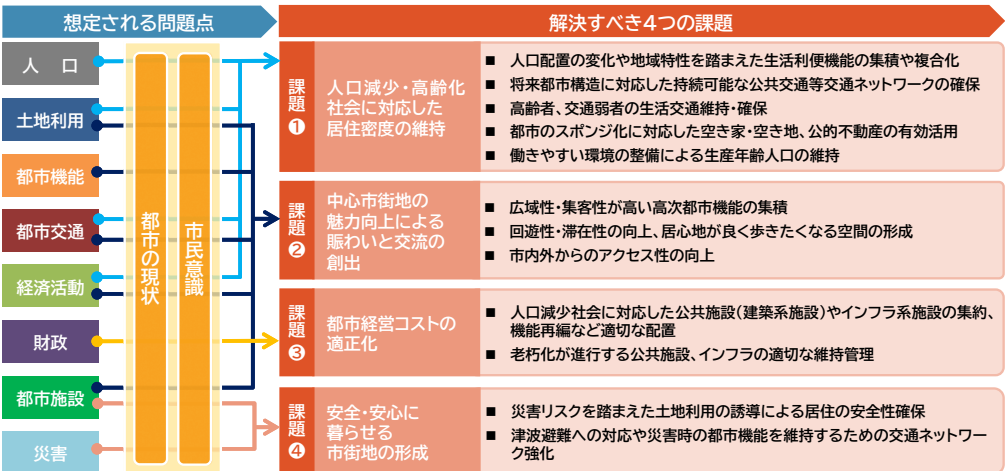 想定される問題点
解決すべき4つの課題
人　口
土地利用
都市機能
都市交通
経済活動
財政
都市施設
災害
都市の現状
市民意識
課題❶
人口減少・高齢化
社会に対応した
居住密度の維持
■ 人口配置の変化や地域特性を踏まえた生活利便機能の集積や複合化
■ 将来都市構造に対応した持続可能な公共交通等交通ネットワークの確保
■ 高齢者、交通弱者の生活交通維持・確保
■ 都市のスポンジ化に対応した空き家・空き地、公的不動産の有効活用
■ 働きやすい環境の整備による生産年齢人口の維持
課題❷
中心市街地の
魅力向上による
賑わいと交流の
創出
■ 広域性・集客性が高い高次都市機能の集積
■ 回遊性・滞在性の向上、居心地が良く歩きたくなる空間の形成
■ 市内外からのアクセス性の向上
課題❸
都市経営コストの
適正化
■ 人口減少社会に対応した公共施設(建築系施設)やインフラ系施設の集約、
機能再編など適切な配置
■ 老朽化が進行する公共施設、インフラの適切な維持管理
課題❹
安全・安心に
暮らせる
市街地の形成
■ 災害リスクを踏まえた土地利用の誘導による居住の安全性確保
■ 津波避難への対応や災害時の都市機能を維持するための交通ネットワー
ク強化